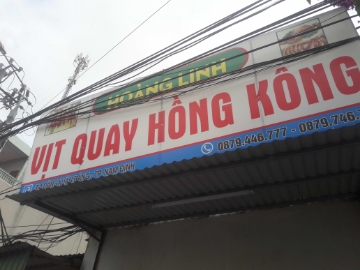 HOÀNG LINH
VỊT QUAY HỒNG KÔNG
0879.446.777 - 0879.746